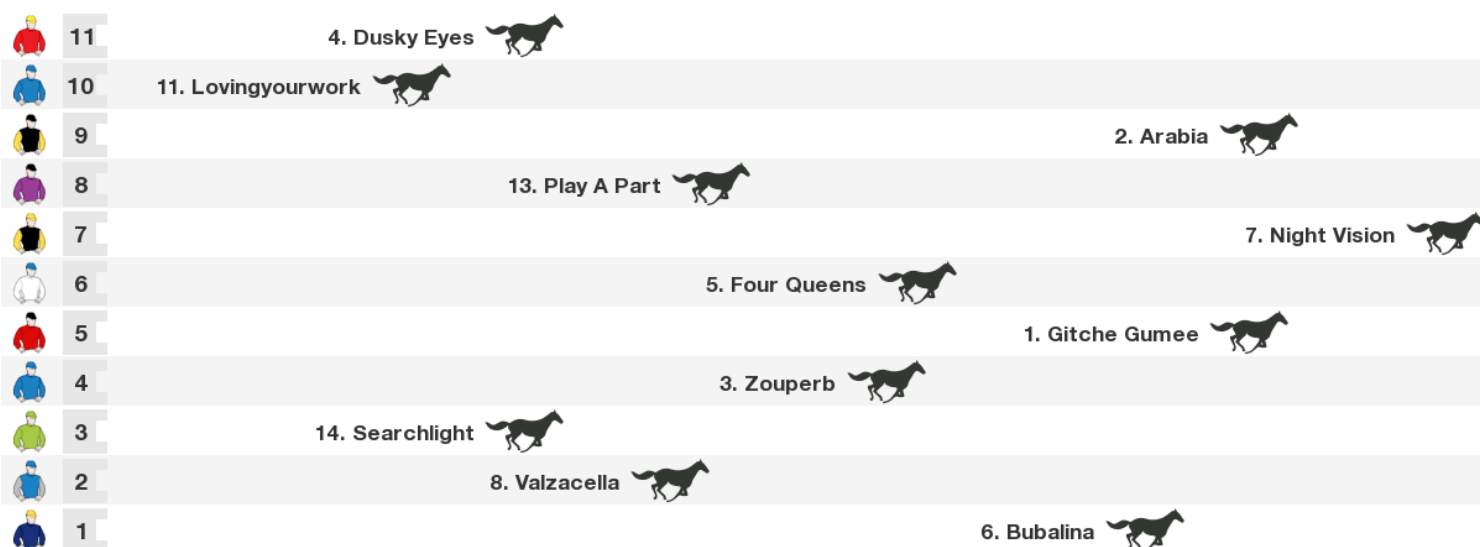 11 4. Dusky Eyes
10 11. Lovingyourwork
9 2. Arabia
8 13. Play A Part
7 7. Night Vision
6 5. Four Queens
5 1. Gitche Gumee
4 3. Zouperb
3 14. Searchlight
2 8. Valzacella
1 6. Bubalina